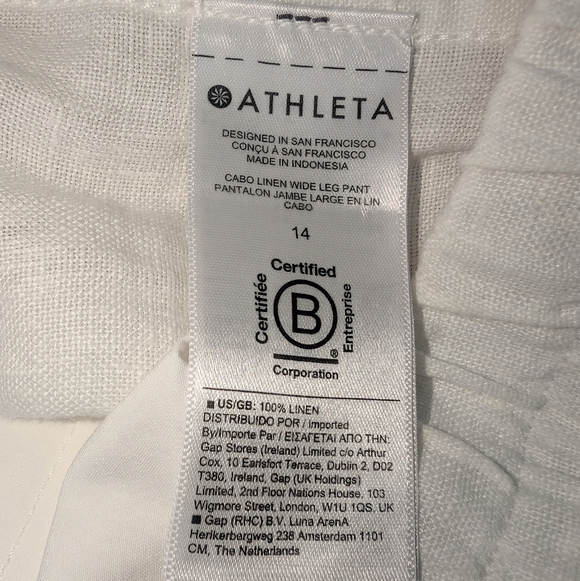 ATHLETA
DESIGNED IN SAN FRANCISCO
CONÇU À SAN FRANCISCO
MADE IN INDONESIA
CABO LINEN WIDE LEG PANT
PANTALON JAMBE LARGE EN LIN
CABO
14
Certified
Certifiée
B
Entreprise
®
Corporation
US/GB: 100% LINEN
DISTRIBUIDO POR / imported
By/Importe Par / ΕΙΣΑΓΕΤΑΙ ΑΠΟ ΤΗΝ:
Gap Stores (Ireland) Limited c/o Arthur
Cox, 10 Earlsfort Terrace, Dublin 2, D02
T380, Ireland, Gap (UK Holdings)
Limited, 2nd Floor Nations House, 103
Wigmore Street, London, W1U 1QS, UK
Gap (RHC) B.V. Luna ArenA
Herikerbergweg 238 Amsterdam 1101
CM, The Netherlands